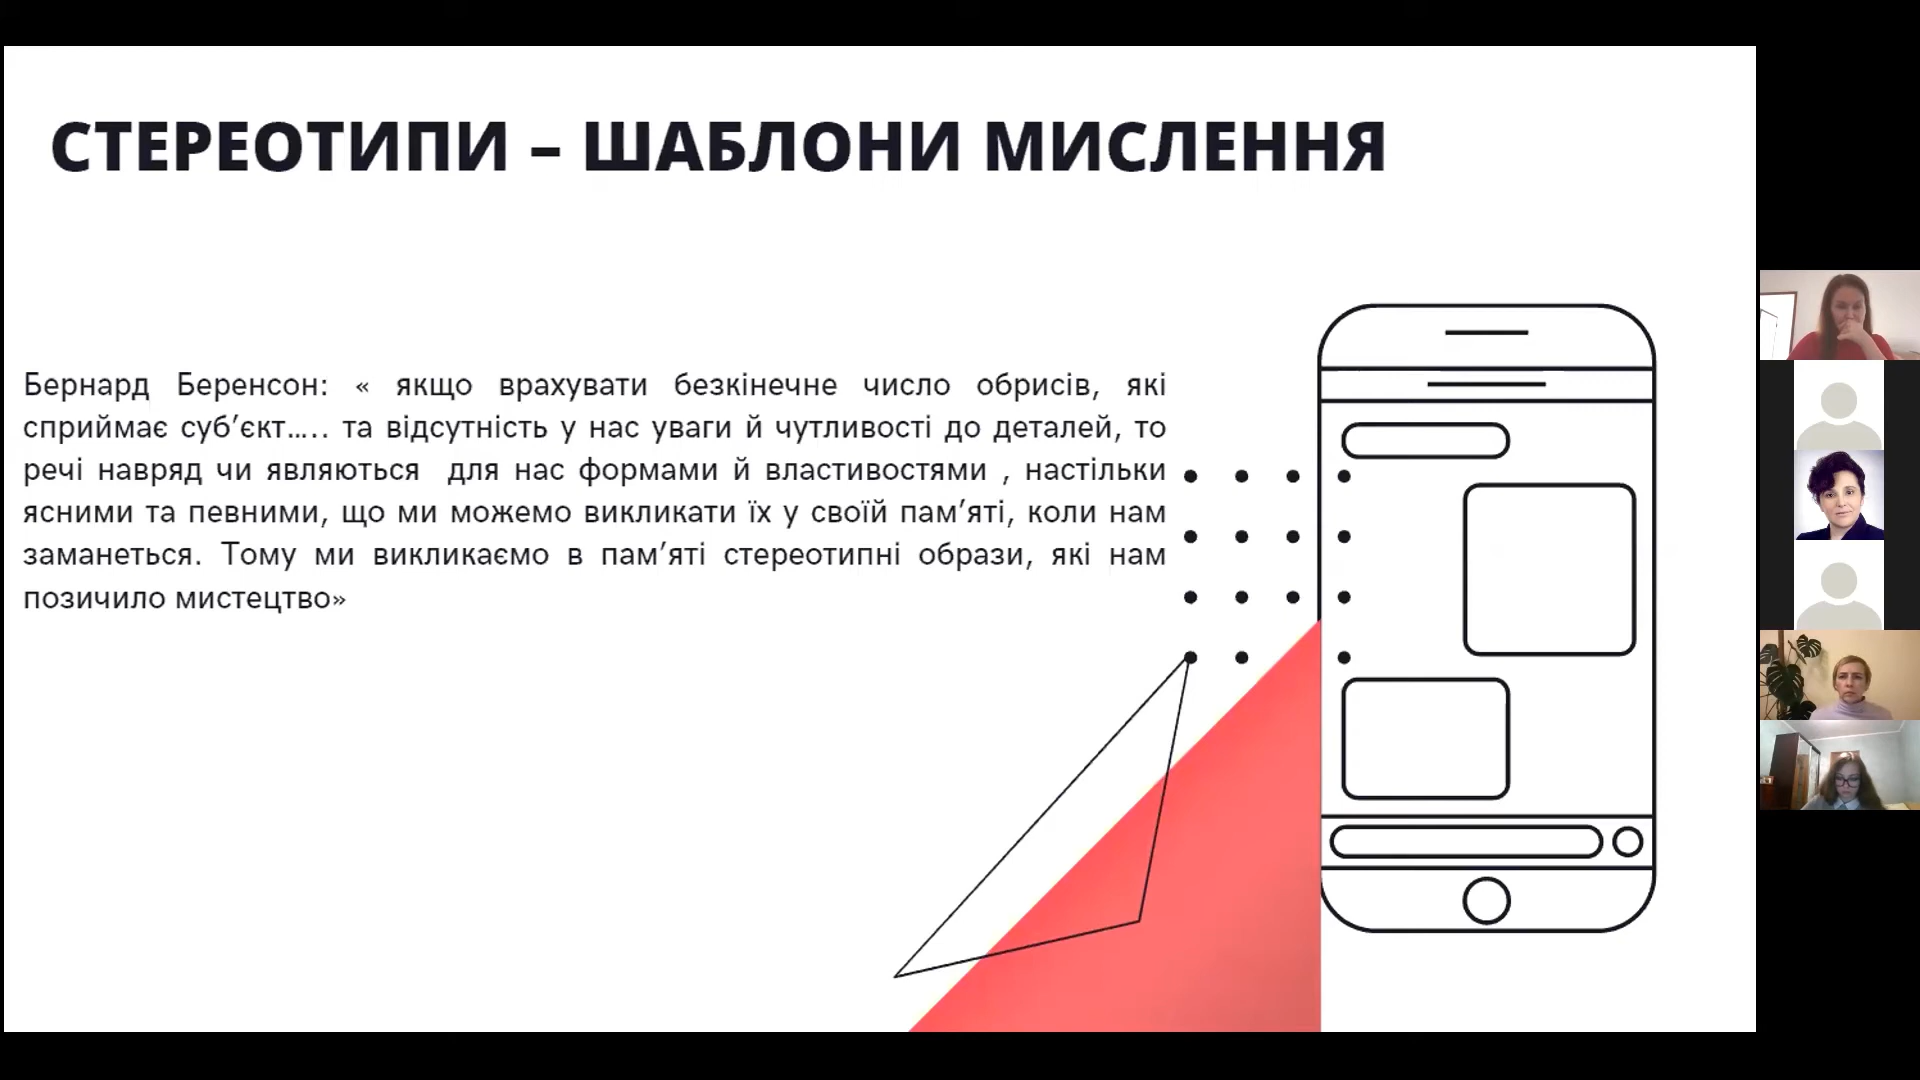 СТЕРЕОТИПИ – ШАБЛОНИ МИСЛЕННЯ
Бернард Беренсон: « якщо врахувати безкінечне число обрисів, які
сприймає суб’єкт..... та відсутність у нас уваги й чутливості до деталей, то
речі навряд чи являються для нас формами й властивостями , настільки
ясними та певними, що ми можемо викликати їх у своїй пам’яті, коли нам
заманеться. Тому ми викликаємо в пам’яті стереотипні образи, які нам
позичило мистецтво»